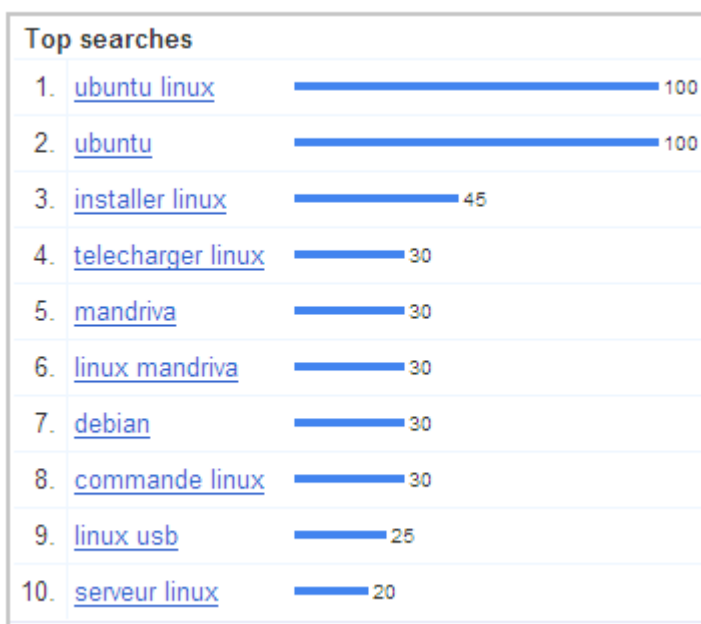 Top searches
1. ubuntu linux 100
2. ubuntu 100
3. installer linux 45
4. telecharger linux 30
5. mandriva 30
6. linux mandriva 30
7. debian 30
8. commande linux 30
9. linux usb 25
10. serveur linux 20